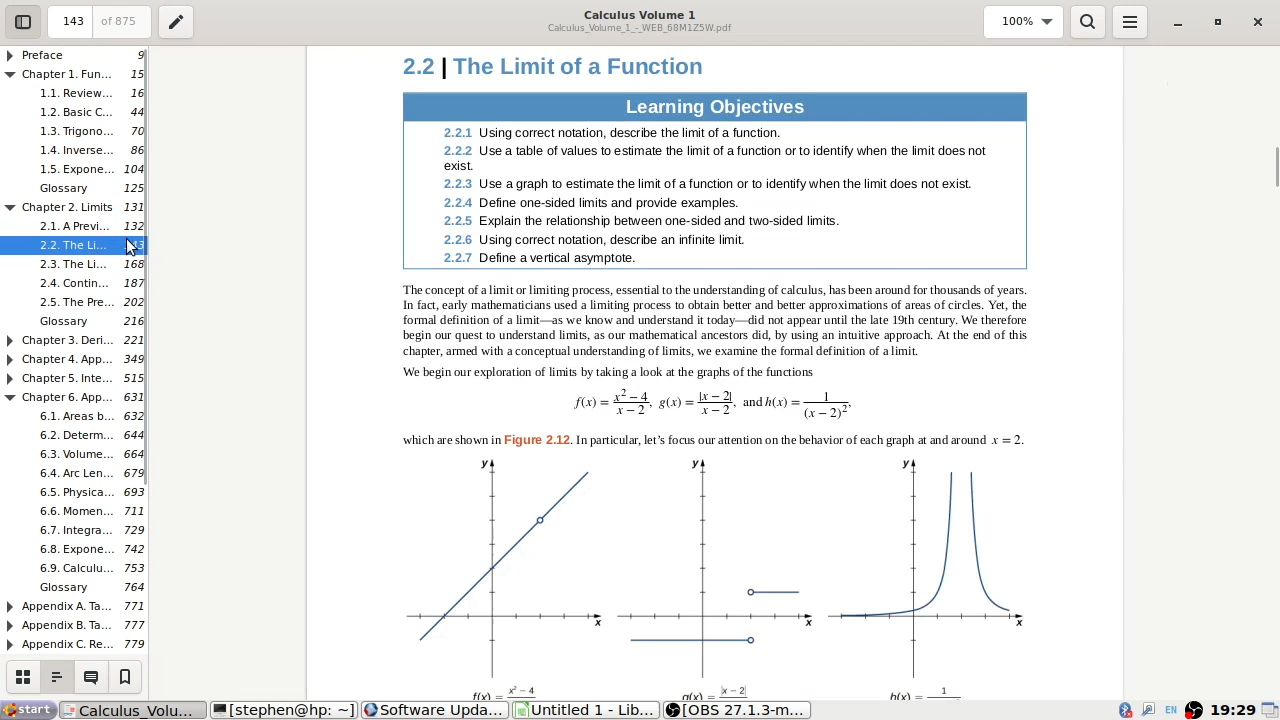 143 of 875
Calculus Volume 1
Calculus_Volume_1_-_WEB_68M1Z5W.pdf
100%
Preface 9
Chapter 1. Fun... 15
1.1. Review... 16
1.2. Basic C... 44
1.3. Trigono... 70
1.4. Inverse... 86
1.5. Expone... 104
Glossary 125
Chapter 2. Limits 131
2.1. A Previ... 132
2.2. The Li...
2.3. The Li... 168
2.4. Contin... 187
2.5. The Pre... 202
Glossary 216
Chapter 3. Deri... 221
Chapter 4. App... 349
Chapter 5. Inte... 515
Chapter 6. App... 631
6.1. Areas b... 632
6.2. Determ... 644
6.3. Volume... 664
6.4. Arc Len... 679
6.5. Physica... 693
6.6. Momen... 711
6.7. Integra... 729
6.8. Expone... 742
6.9. Calculu... 753
Glossary 764
Appendix A. Ta... 771
Appendix B. Ta... 777
Appendix C. Re... 779
2.2 | The Limit of a Function
Learning Objectives
2.2.1 Using correct notation, describe the limit of a function.
2.2.2 Use a table of values to estimate the limit of a function or to identify when the limit does not
exist.
2.2.3 Use a graph to estimate the limit of a function or to identify when the limit does not exist.
2.2.4 Define one-sided limits and provide examples.
2.2.5 Explain the relationship between one-sided and two-sided limits.
2.2.6 Using correct notation, describe an infinite limit.
2.2.7 Define a vertical asymptote.
The concept of a limit or limiting process, essential to the understanding of calculus, has been around for thousands of years.
In fact, early mathematicians used a limiting process to obtain better and better approximations of areas of circles. Yet, the
formal definition of a limit—as we know and understand it today—did not appear until the late 19th century. We therefore
begin our quest to understand limits, as our mathematical ancestors did, by using an intuitive approach. At the end of this
chapter, armed with a conceptual understanding of limits, we examine the formal definition of a limit.
We begin our exploration of limits by taking a look at the graphs of the functions
f(x) = (x² − 4)/(x − 2), g(x) = |x − 2|/(x − 2), and h(x) = 1/(x − 2)²,
which are shown in Figure 2.12. In particular, let's focus our attention on the behavior of each graph at and around x = 2.
y y y
x x x
f(x) = x² − 4 g(x) = |x − 2| h(x) = 1
start Calculus_Volu... [stephen@hp: ~] Software Upda... Untitled 1 - Lib... [OBS 27.1.3-m... EN 19:29